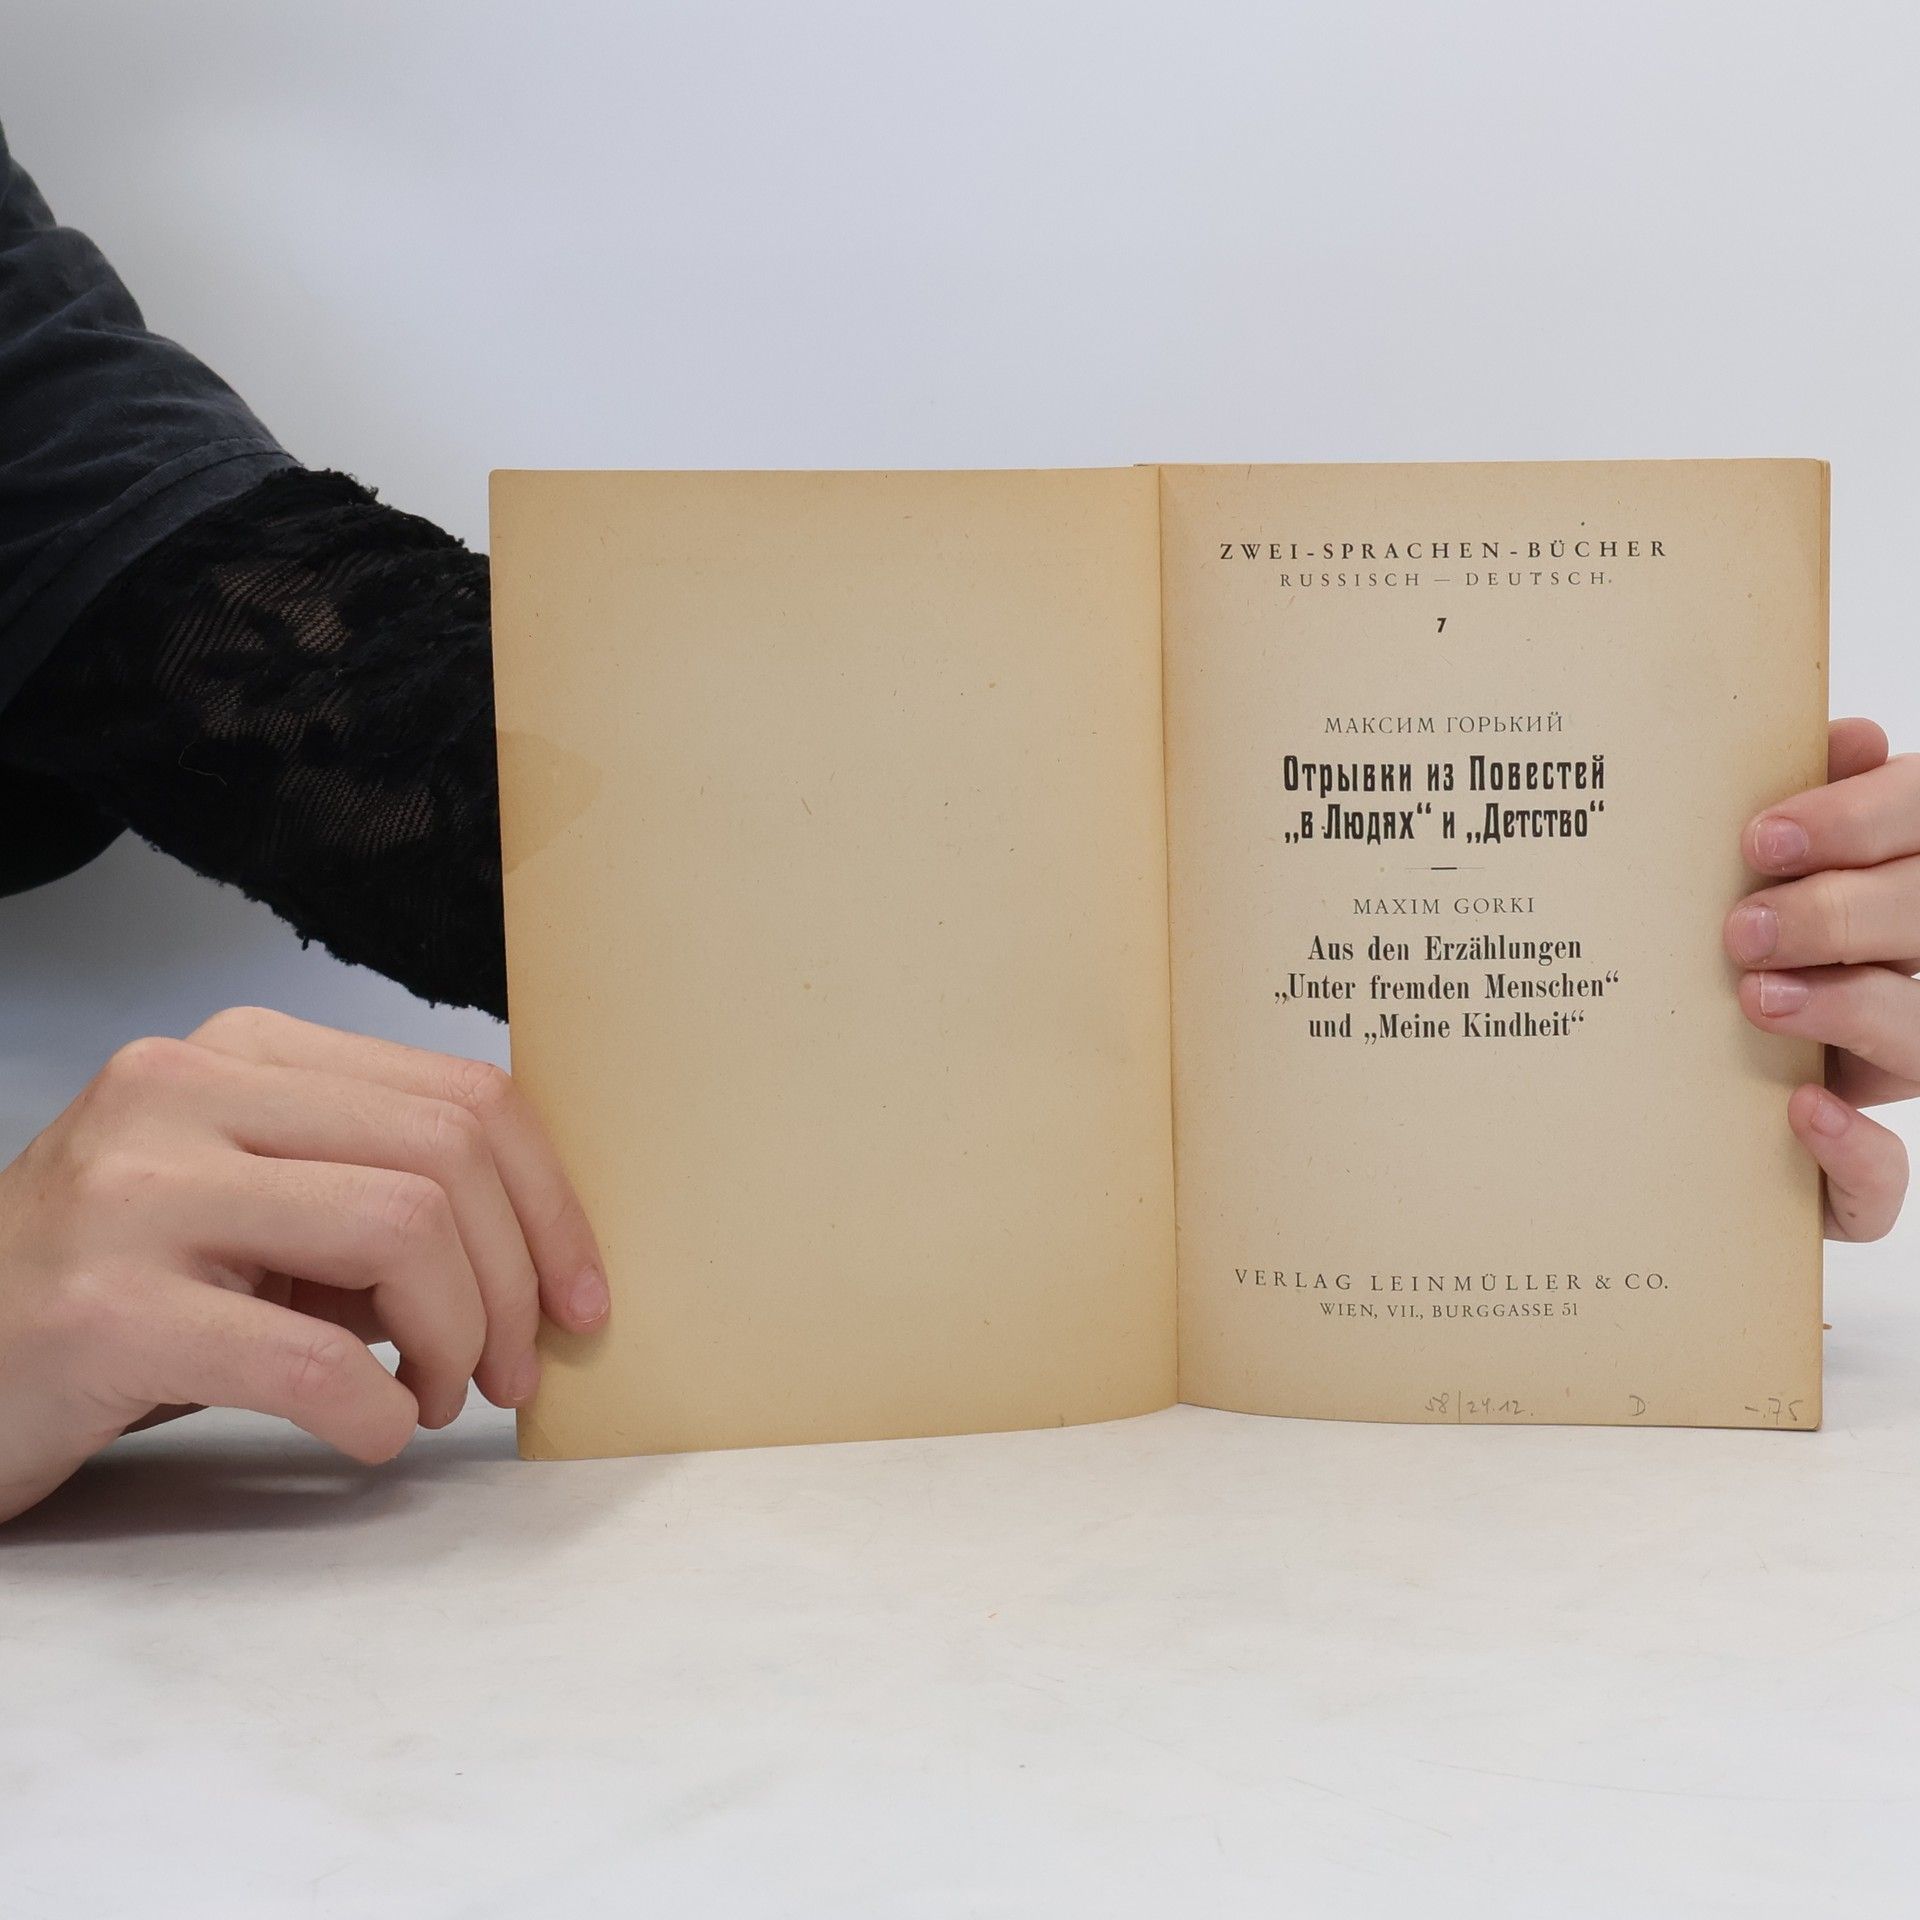 ZWEI-SPRACHEN-BÜCHER
RUSSISCH — DEUTSCH
7
МАКСИМ ГОРЬКИЙ
Отрывки из Повестей
„в Людях“ и „Детство“
MAXIM GORKI
Aus den Erzählungen
„Unter fremden Menschen“
und „Meine Kindheit“
VERLAG LEINMÜLLER & CO.
WIEN, VII., BURGGASSE 51
58/24.12. D -.75